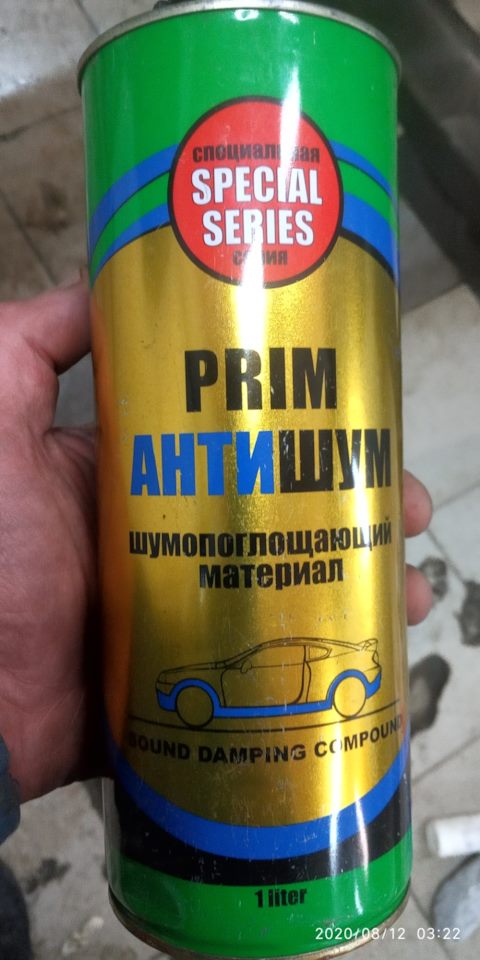 специальная
SPECIAL
SERIES
серия
PRIM
АНТИШУМ
шумопоглощающий
материал
SOUND DAMPING COMPOUND
1 liter
2020/08/12 03:22